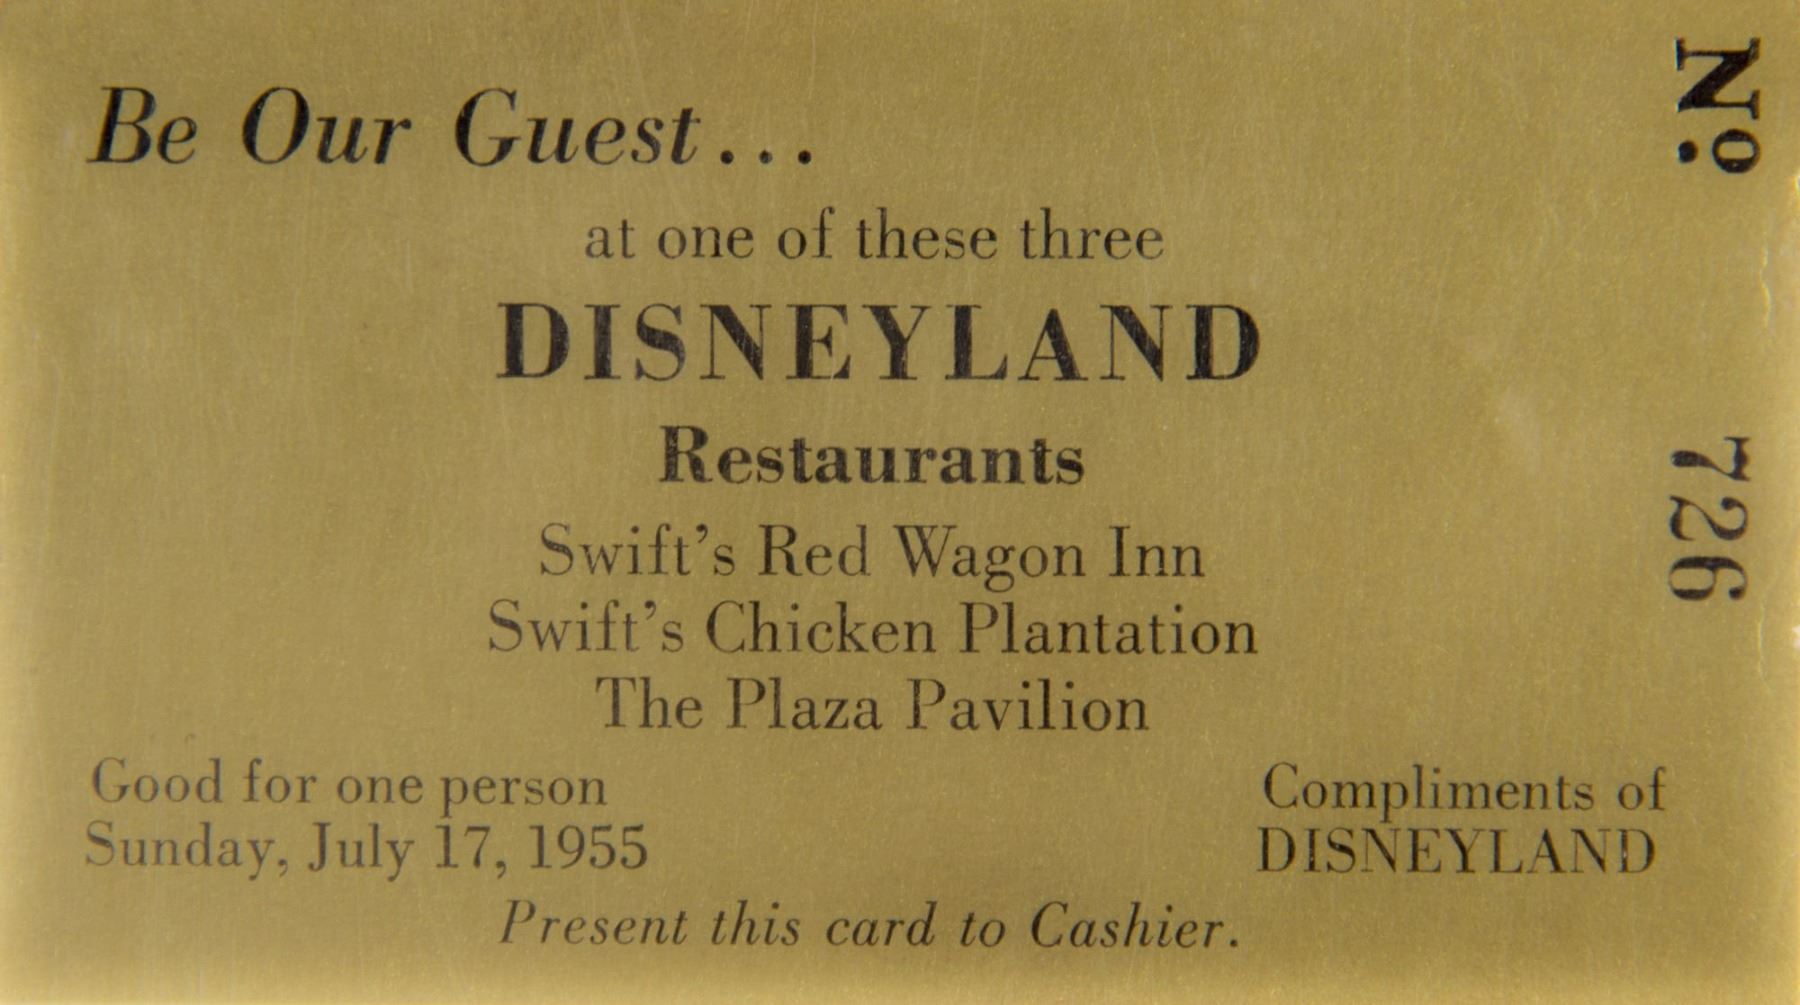 Be Our Guest...
at one of these three
DISNEYLAND
Restaurants
Swift's Red Wagon Inn
Swift's Chicken Plantation
The Plaza Pavilion
Good for one person
Sunday, July 17, 1955
Compliments of
DISNEYLAND
Present this card to Cashier.
Nº 726